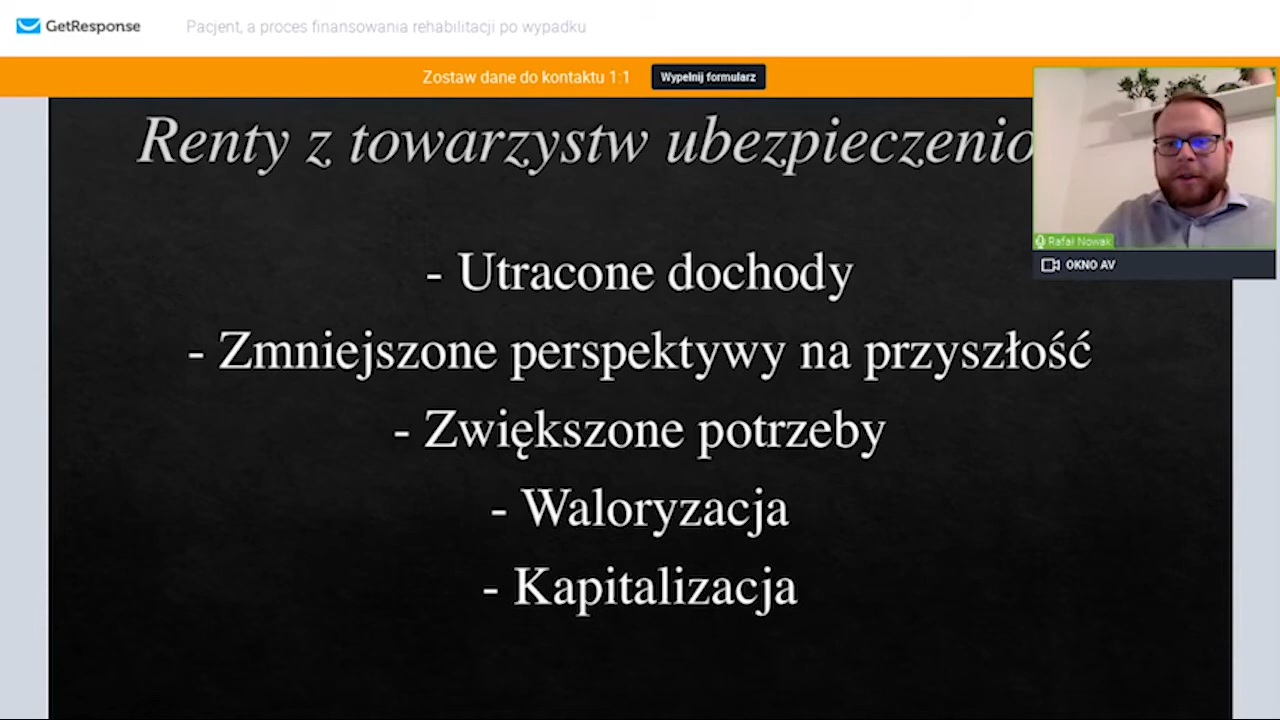 GetResponse
Pacjent, a proces finansowania rehabilitacji po wypadku
Zostaw dane do kontaktu 1:1
Wypełnij formularz
Renty z towarzystw ubezpieczenio
- Utracone dochody
- Zmniejszone perspektywy na przyszłość
- Zwiększone potrzeby
- Waloryzacja
- Kapitalizacja
Rafał Nowak
OKNO AV